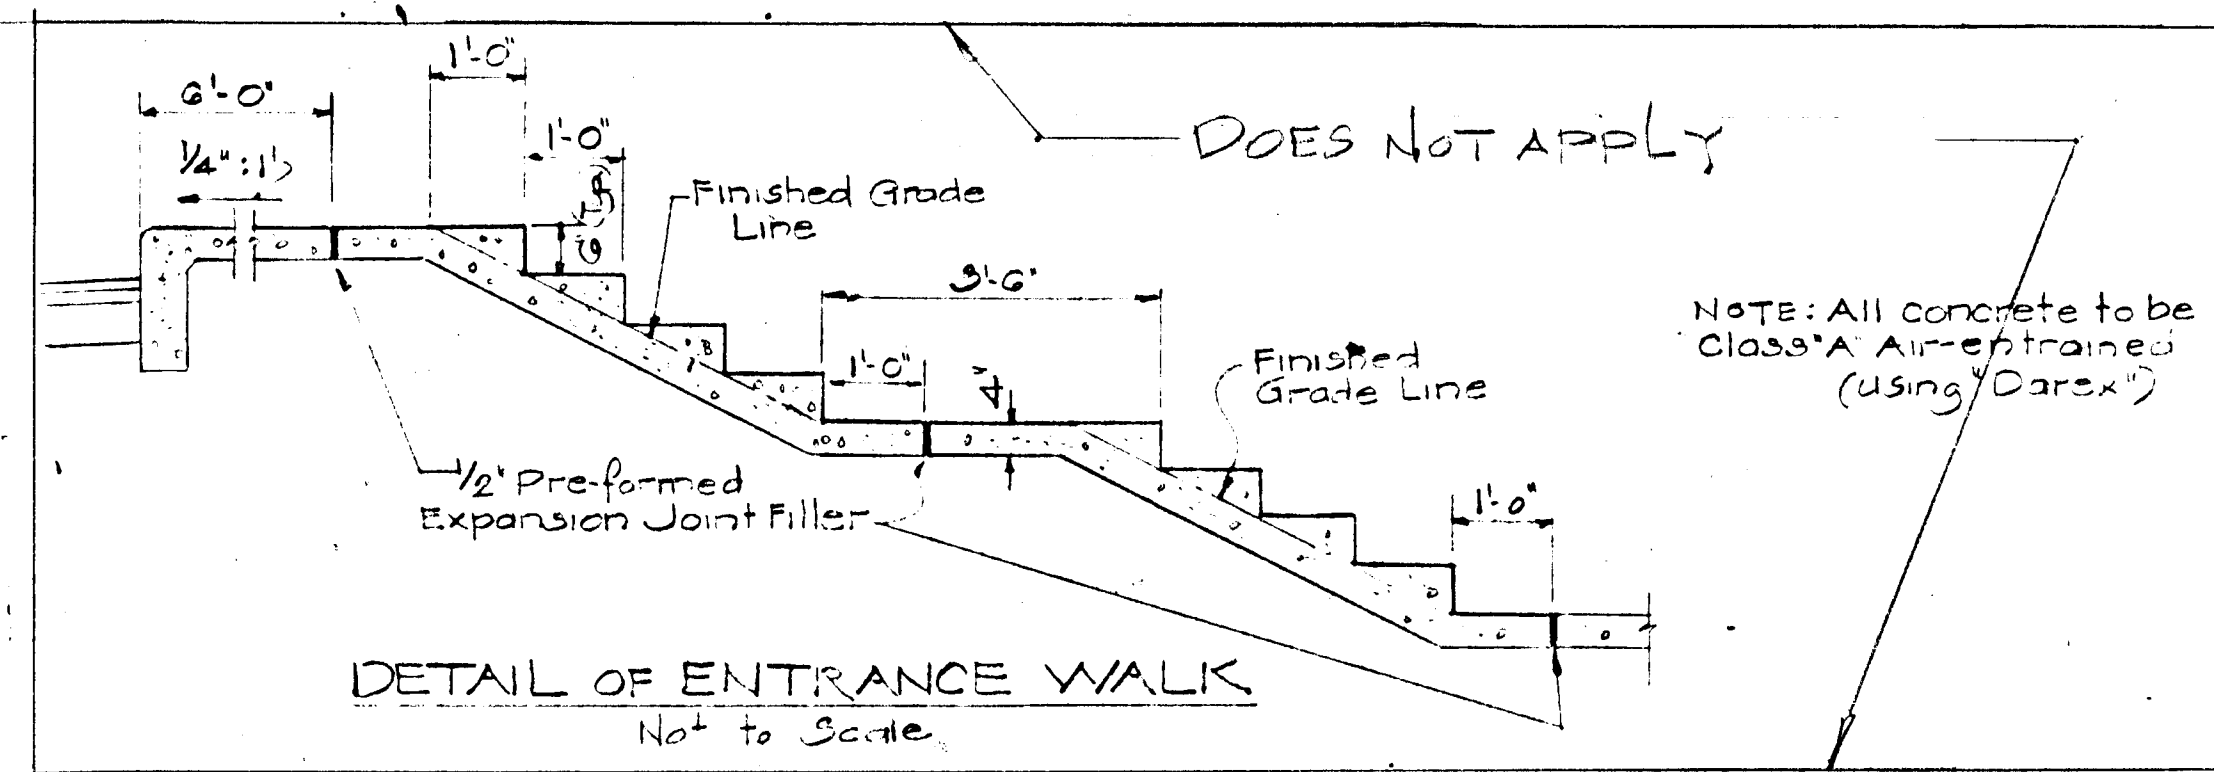 1'-0"
6'-0"
1'-0"
1/4" : 1'
DOES NOT APPLY
Finished Grade
Line
3'-6"
NOTE: All concrete to be
Class "A" Air-entrained
(using "Darex")
1'-0"
4"
Finished
Grade Line
1/2" Pre-formed
Expansion Joint Filler
1'-0"
DETAIL OF ENTRANCE WALK
Not to Scale